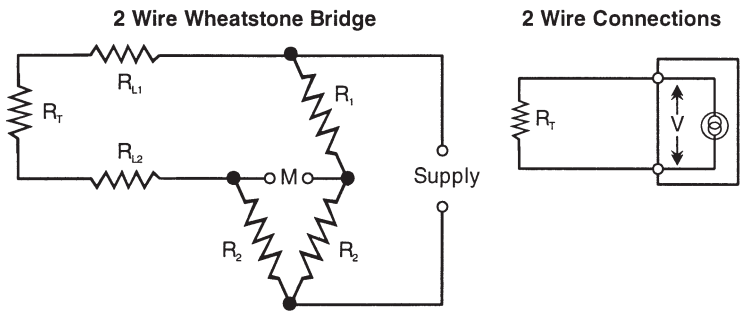 2 Wire Wheatstone Bridge
2 Wire Connections
RL1
R1
RT
RT
V
RL2
M
Supply
R2
R2